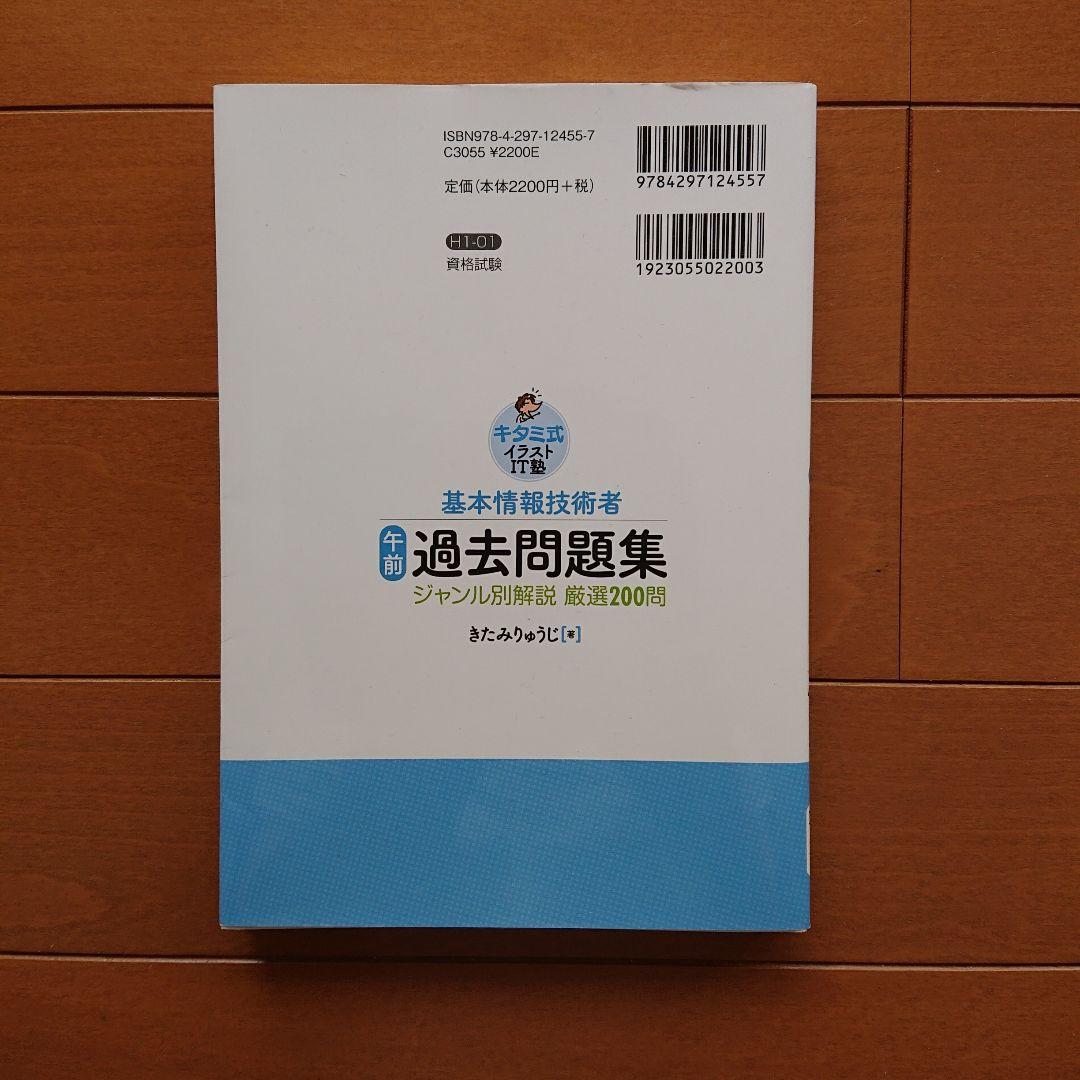 ISBN978-4-297-12455-7
C3055 ¥2200E
定価(本体2200円+税)
9784297124557
H1-01
資格試験
1923055022003
キタミ式
イラスト
IT塾
基本情報技術者
午前 過去問題集
ジャンル別解説 厳選200問
きたみりゅうじ[著]